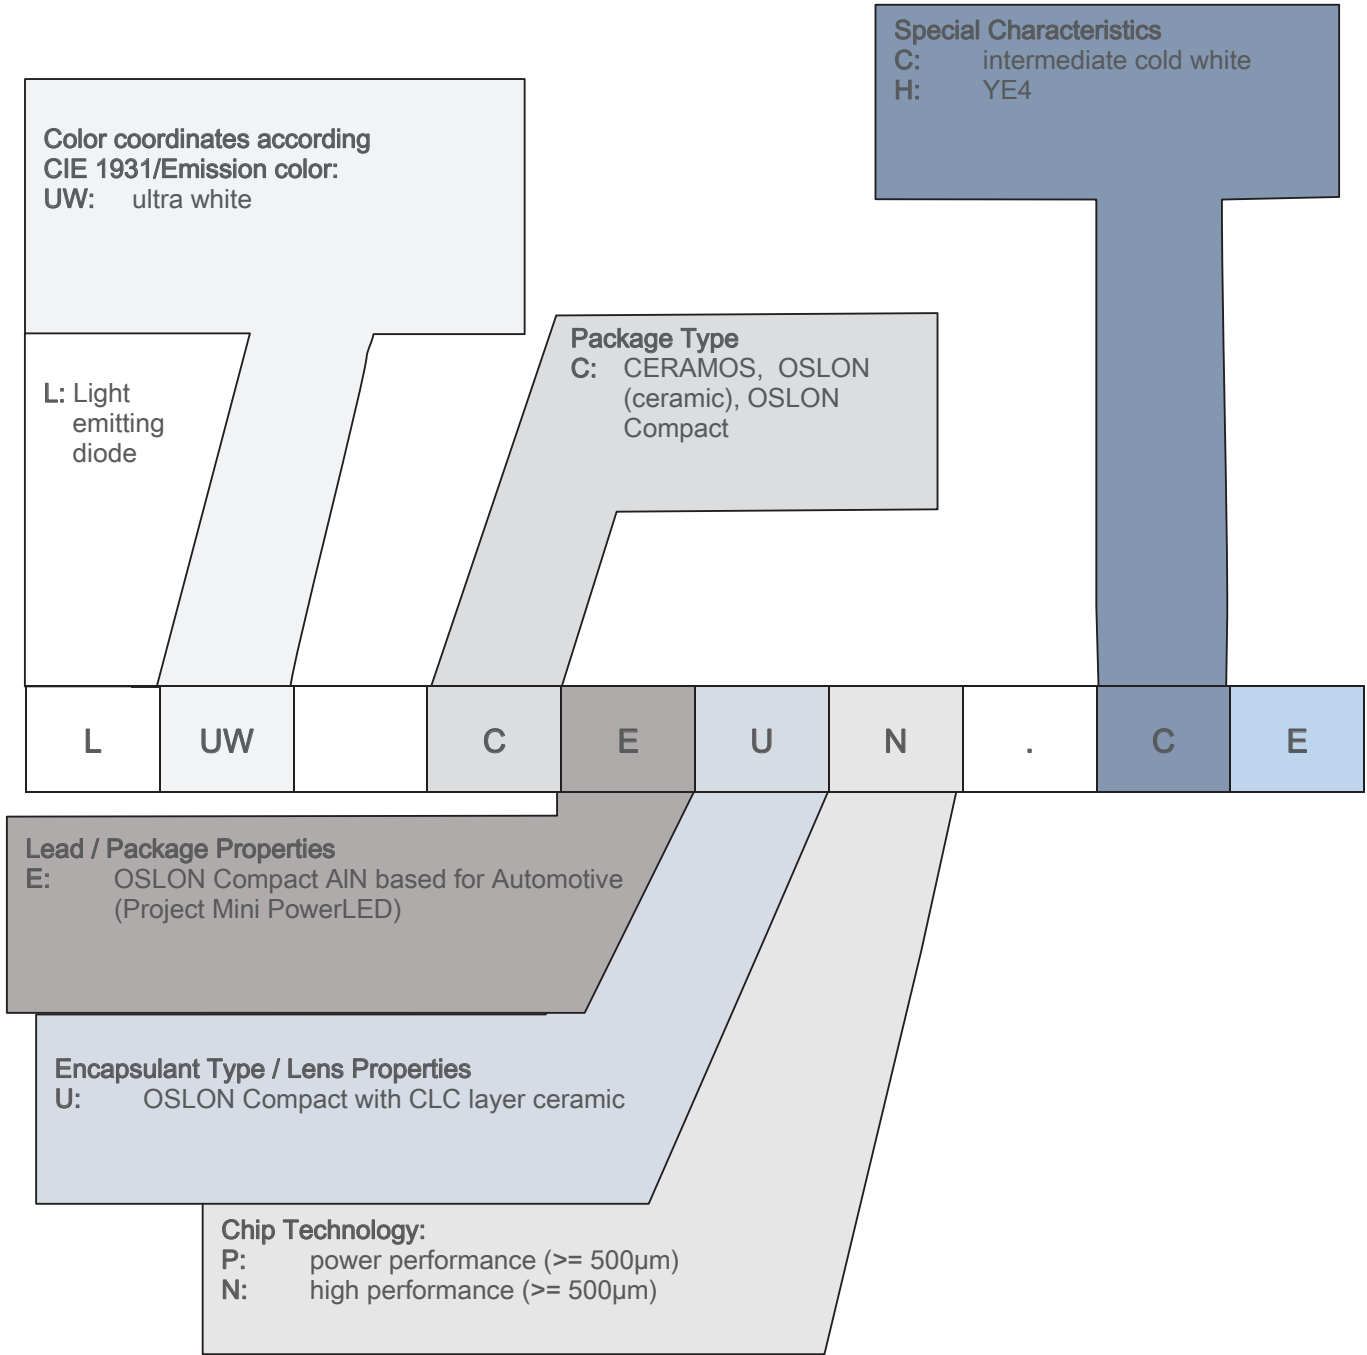 Special Characteristics
C: intermediate cold white
H: YE4
Color coordinates according
CIE 1931/Emission color:
UW: ultra white
Package Type
C: CERAMOS, OSLON
(ceramic), OSLON
Compact
L: Light
emitting
diode
L UW C E U N . C E
Lead / Package Properties
E: OSLON Compact AlN based for Automotive
(Project Mini PowerLED)
Encapsulant Type / Lens Properties
U: OSLON Compact with CLC layer ceramic
Chip Technology:
P: power performance (>= 500µm)
N: high performance (>= 500µm)